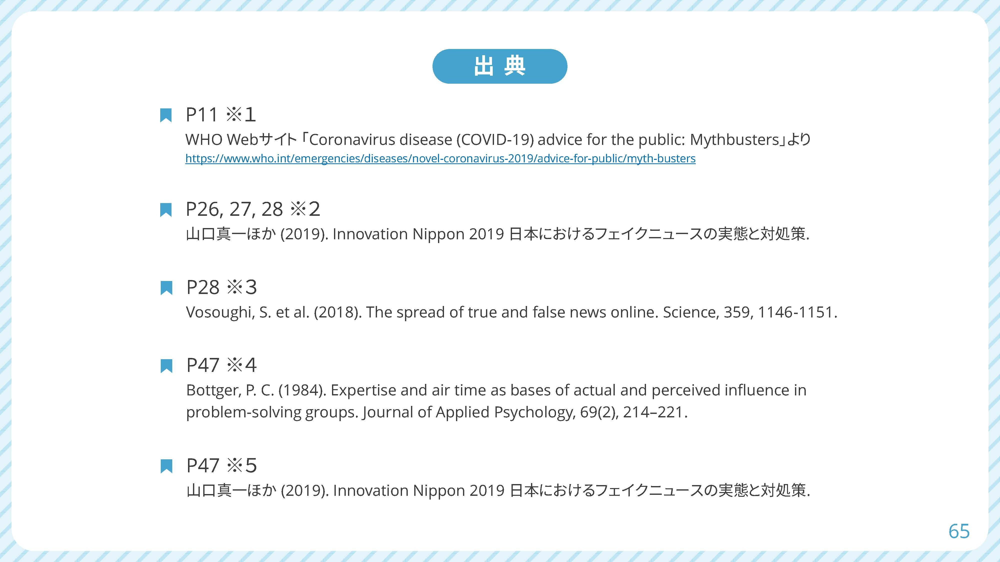 出 典
P11 ※1
WHO Webサイト「Coronavirus disease (COVID-19) advice for the public: Mythbusters」より
https://www.who.int/emergencies/diseases/novel-coronavirus-2019/advice-for-public/myth-busters
P26, 27, 28 ※2
山口真一ほか (2019). Innovation Nippon 2019 日本におけるフェイクニュースの実態と対処策.
P28 ※3
Vosoughi, S. et al. (2018). The spread of true and false news online. Science, 359, 1146-1151.
P47 ※4
Bottger, P. C. (1984). Expertise and air time as bases of actual and perceived influence in
problem-solving groups. Journal of Applied Psychology, 69(2), 214–221.
P47 ※5
山口真一ほか (2019). Innovation Nippon 2019 日本におけるフェイクニュースの実態と対処策.
65